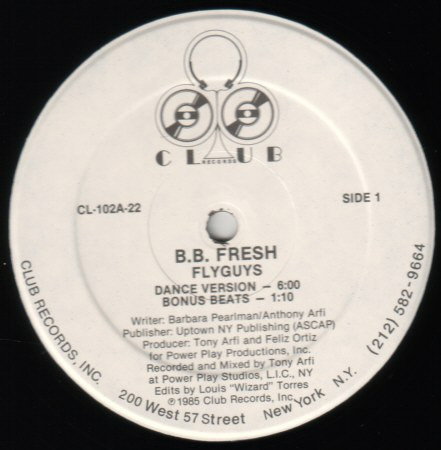 CLUB
RECORDS
CL-102A-22
SIDE 1
B.B. FRESH
FLYGUYS
DANCE VERSION – 6:00
BONUS BEATS – 1:10
Writer: Barbara Pearlman/Anthony Arfi
Publisher: Uptown NY Publishing (ASCAP)
Producer: Tony Arfi and Feliz Ortiz
for Power Play Productions, Inc.
Recorded and Mixed by Tony Arfi
at Power Play Studios, L.I.C., NY
Edits by Louis "Wizard" Torres
℗1985 Club Records, Inc.
CLUB RECORDS, INC. 200 West 57 Street New York N.Y. (212) 582-9664